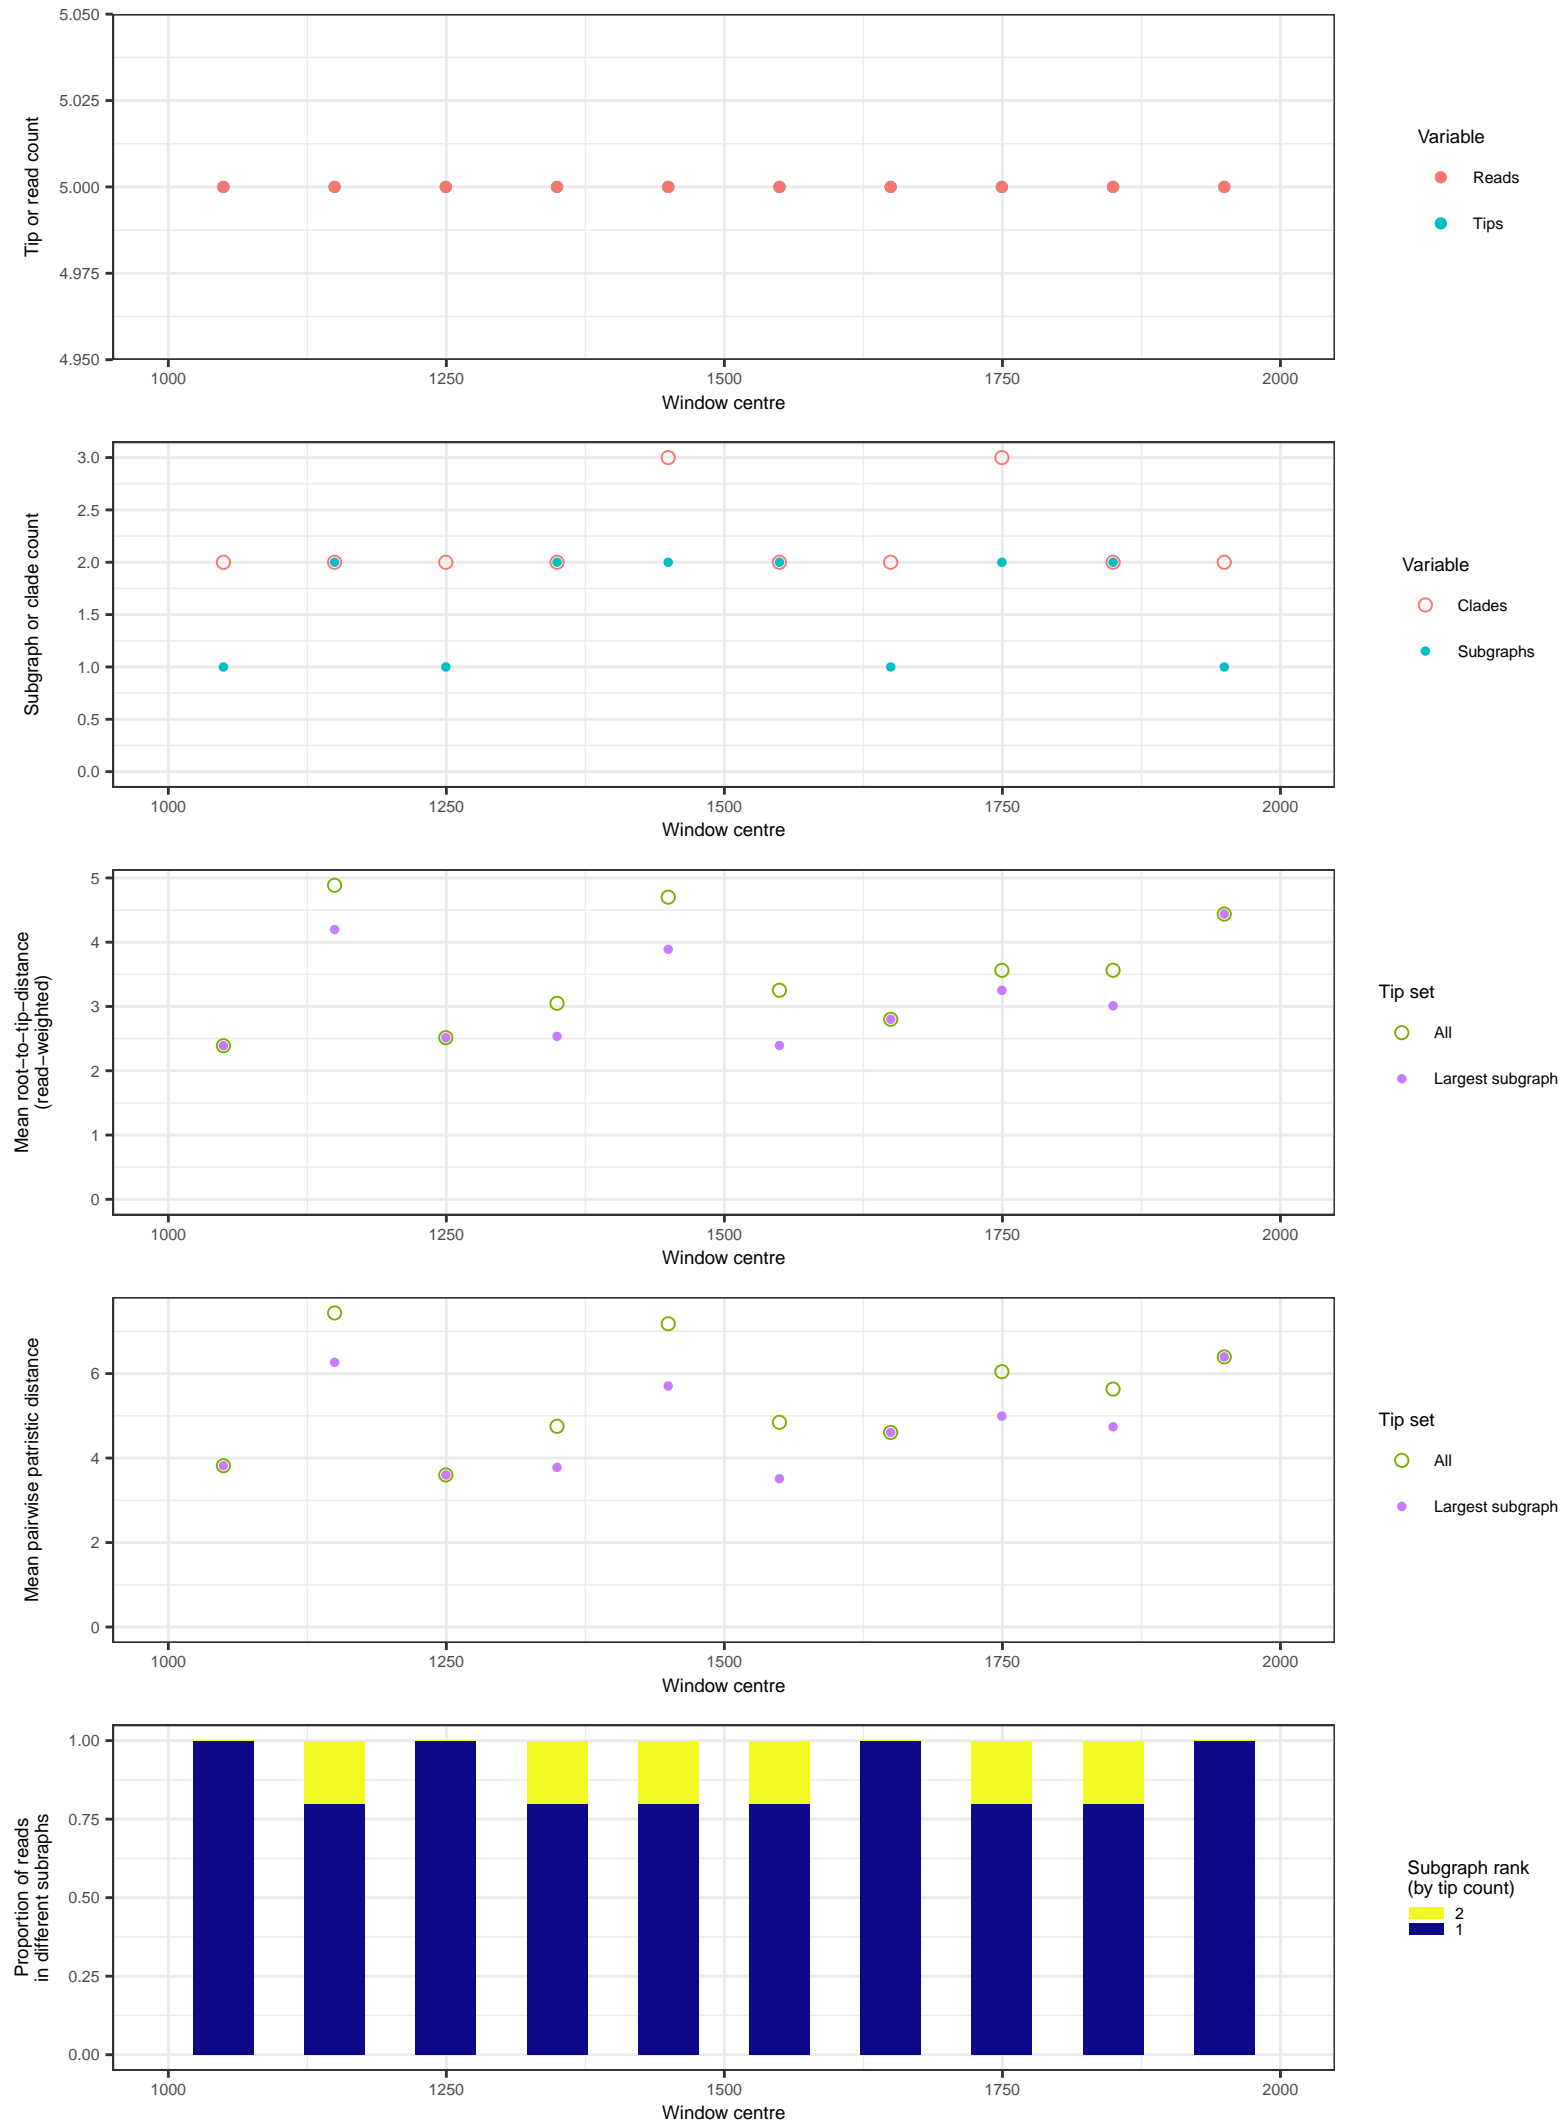 5.050
5.025
5.000
4.975
4.950
Tip or read count
1000 1250 1500 1750 2000
Window centre
Variable
Reads
Tips
3.0
2.5
2.0
1.5
1.0
0.5
0.0
Subgraph or clade count
1000 1250 1500 1750 2000
Window centre
Variable
Clades
Subgraphs
5
4
3
2
1
0
Mean root−to−tip−distance
(read−weighted)
1000 1250 1500 1750 2000
Window centre
Tip set
All
Largest subgraph
6
4
2
0
Mean pairwise patristic distance
1000 1250 1500 1750 2000
Window centre
Tip set
All
Largest subgraph
1.00
0.75
0.50
0.25
0.00
Proportion of reads
in different subraphs
1000 1250 1500 1750 2000
Window centre
Subgraph rank
(by tip count)
2
1